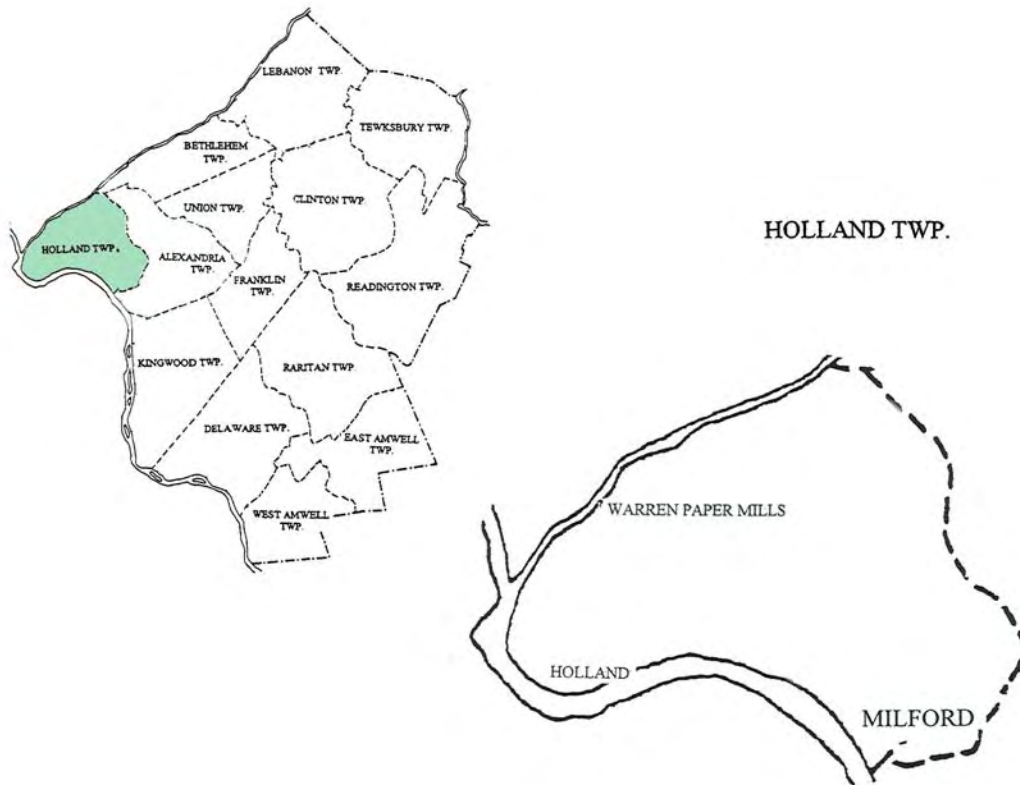 LEBANON TWP.
TEWKSBURY TWP.
BETHLEHEM
TWP.
UNION TWP.
CLINTON TWP.
HOLLAND TWP.
ALEXANDRIA
TWP.
FRANKLIN
TWP.
READINGTON TWP.
KINGWOOD TWP.
RARITAN TWP.
DELAWARE TWP.
EAST AMWELL
TWP.
WEST AMWELL
TWP.
HOLLAND TWP.
WARREN PAPER MILLS
HOLLAND
MILFORD